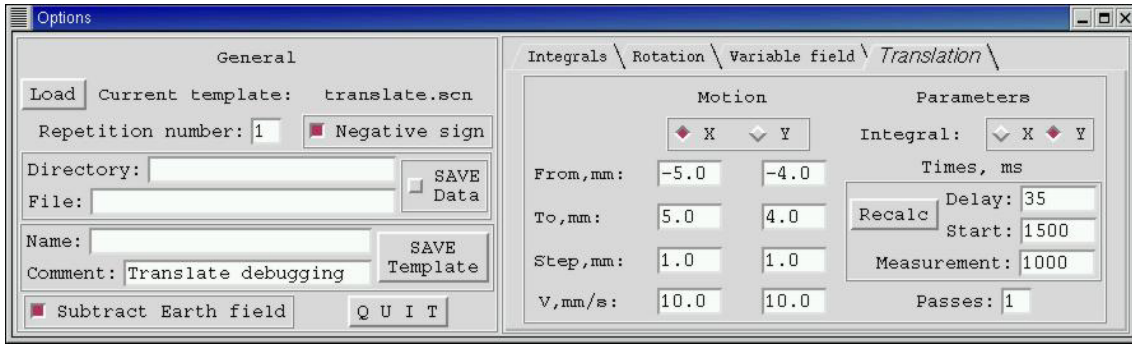 Options
General
Load Current template: translate.scn
Repetition number: 1 Negative sign
Directory:
File:
SAVE
Data
Name:
Comment: Translate debugging
SAVE
Template
Subtract Earth field Q U I T
Integrals Rotation Variable field Translation
Motion Parameters
X Y Integral: X Y
Times, ms
From,mm: -5.0 -4.0
To,mm: 5.0 4.0
Step,mm: 1.0 1.0
V,mm/s: 10.0 10.0
Recalc
Delay: 35
Start: 1500
Measurement: 1000
Passes: 1